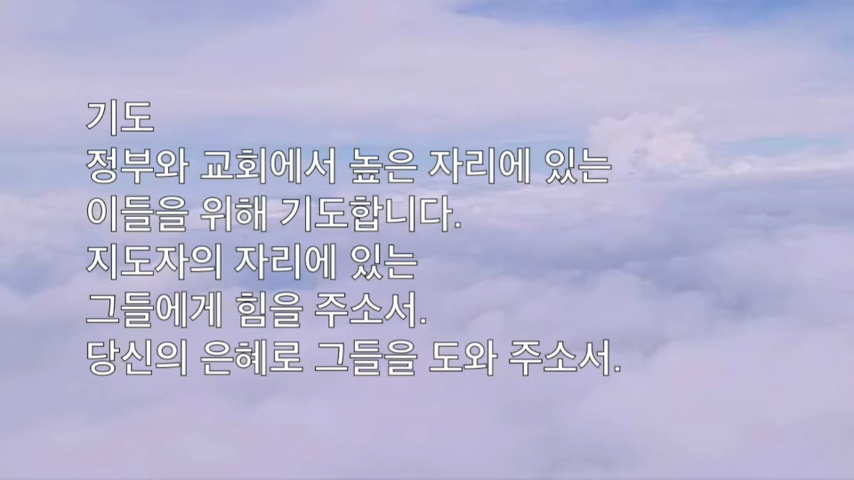 기도
정부와 교회에서 높은 자리에 있는
이들을 위해 기도합니다.
지도자의 자리에 있는
그들에게 힘을 주소서.
당신의 은혜로 그들을 도와 주소서.